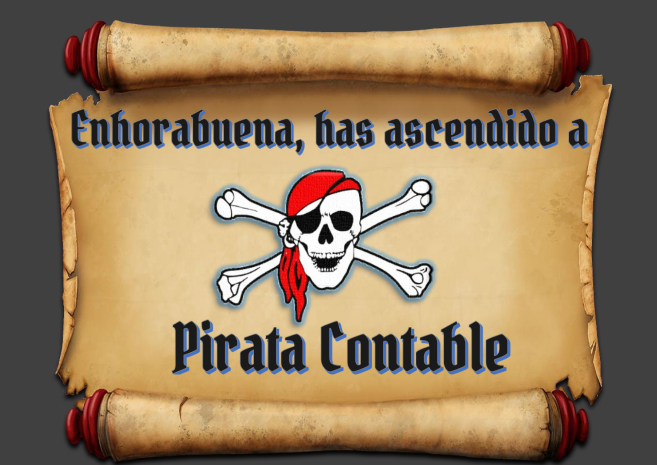 Enhorabuena, has ascendido a
Pirata Contable